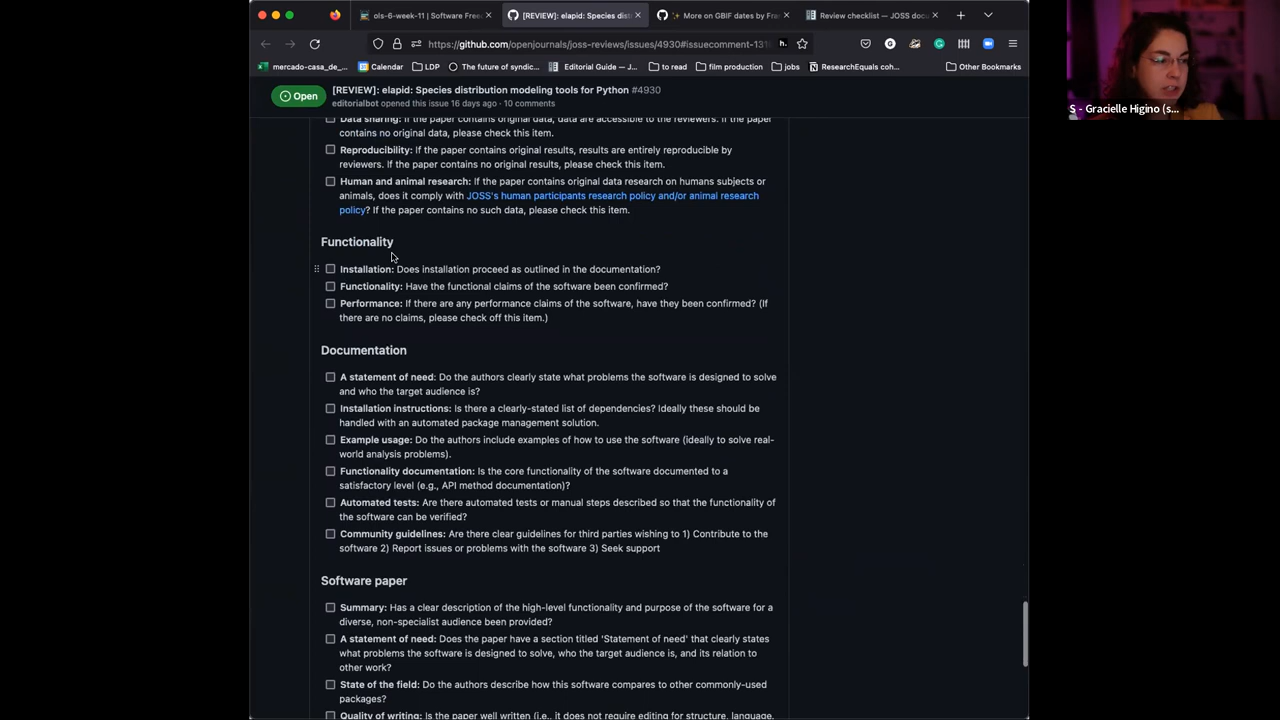 ols-6-week-11 | Software Free
[REVIEW]: elapid: Species dist
✨ More on GBIF dates by Fra
Review checklist — JOSS docu
https://github.com/openjournals/joss-reviews/issues/4930#issuecomment-131
mercado-casa_de_...
Calendar
LDP
The future of syndic...
Editorial Guide — J...
to read
film production
jobs
ResearchEquals coh...
Other Bookmarks
S - Gracielle Higino (s...
Open
[REVIEW]: elapid: Species distribution modeling tools for Python #4930
editorialbot opened this issue 16 days ago · 10 comments
Data sharing: If the paper contains original data, data are accessible to the reviewers. If the paper
contains no original data, please check this item.
Reproducibility: If the paper contains original results, results are entirely reproducible by
reviewers. If the paper contains no original results, please check this item.
Human and animal research: If the paper contains original data research on humans subjects or
animals, does it comply with JOSS's human participants research policy and/or animal research
policy? If the paper contains no such data, please check this item.
Functionality
Installation: Does installation proceed as outlined in the documentation?
Functionality: Have the functional claims of the software been confirmed?
Performance: If there are any performance claims of the software, have they been confirmed? (If
there are no claims, please check off this item.)
Documentation
A statement of need: Do the authors clearly state what problems the software is designed to solve
and who the target audience is?
Installation instructions: Is there a clearly-stated list of dependencies? Ideally these should be
handled with an automated package management solution.
Example usage: Do the authors include examples of how to use the software (ideally to solve real-
world analysis problems).
Functionality documentation: Is the core functionality of the software documented to a
satisfactory level (e.g., API method documentation)?
Automated tests: Are there automated tests or manual steps described so that the functionality of
the software can be verified?
Community guidelines: Are there clear guidelines for third parties wishing to 1) Contribute to the
software 2) Report issues or problems with the software 3) Seek support
Software paper
Summary: Has a clear description of the high-level functionality and purpose of the software for a
diverse, non-specialist audience been provided?
A statement of need: Does the paper have a section titled 'Statement of need' that clearly states
what problems the software is designed to solve, who the target audience is, and its relation to
other work?
State of the field: Do the authors describe how this software compares to other commonly-used
packages?
Quality of writing: Is the paper well written (i.e., it does not require editing for structure, language,